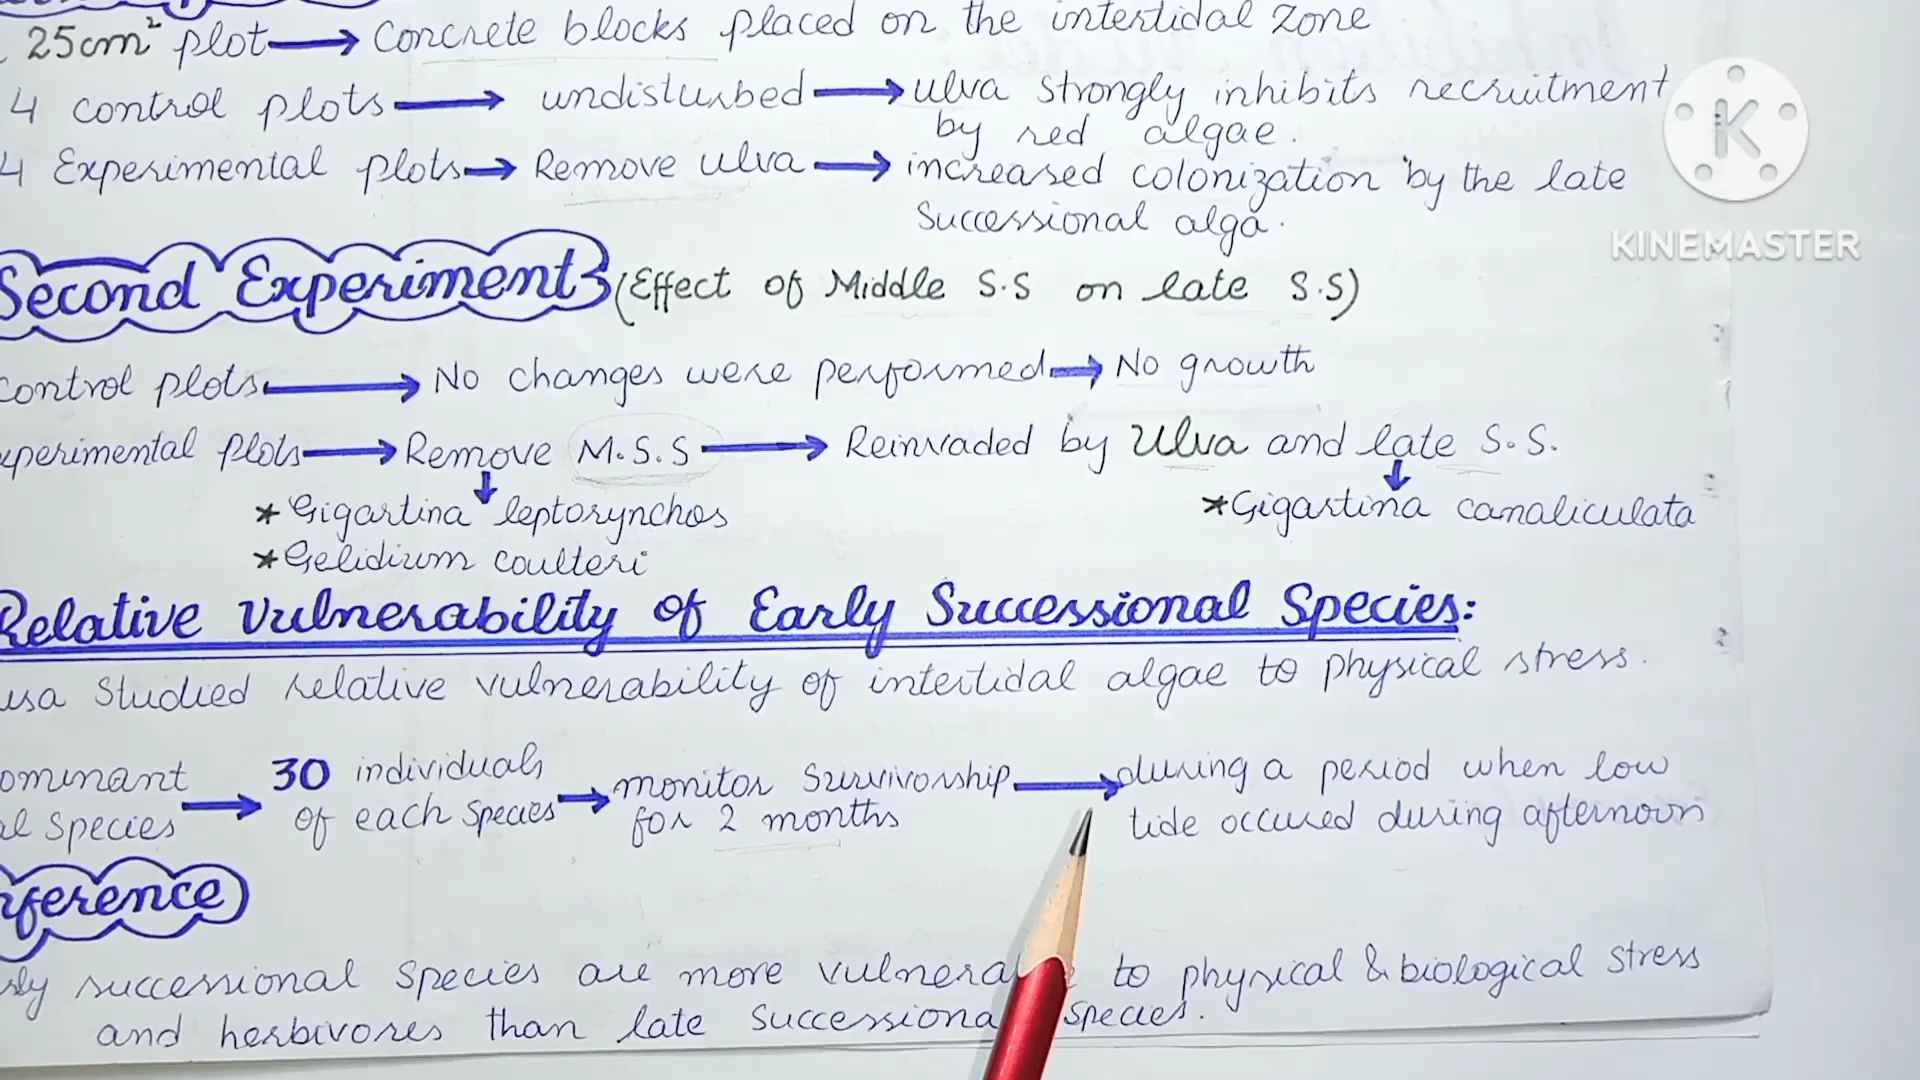 25cm² plot → Concrete blocks placed on the intertidal zone
4 control plots → undisturbed → ulva strongly inhibits recruitment
by red algae.
4 Experimental plots → Remove ulva → increased colonization by the late
Successional alga.
Second Experiment (Effect of Middle S.S on late S.S)
control plots → No changes were performed → No growth
xperimental plots → Remove M.S.S → Reinvaded by Ulva and late S.S.
* Gigartina leptorynchos
* Gigartina canaliculata
* Gelidium coulteri
Relative Vulnerability of Early Successional Species:
usa Studied relative vulnerability of intertidal algae to physical stress.
ominant → 30 individuals → monitor Survivorship → during a period when low
al Species of each species for 2 months tide occured during afternoon
nference
rly successional species are more vulnera to physical & biological stress
and herbivores than late successiona species.
K
KINEMASTER